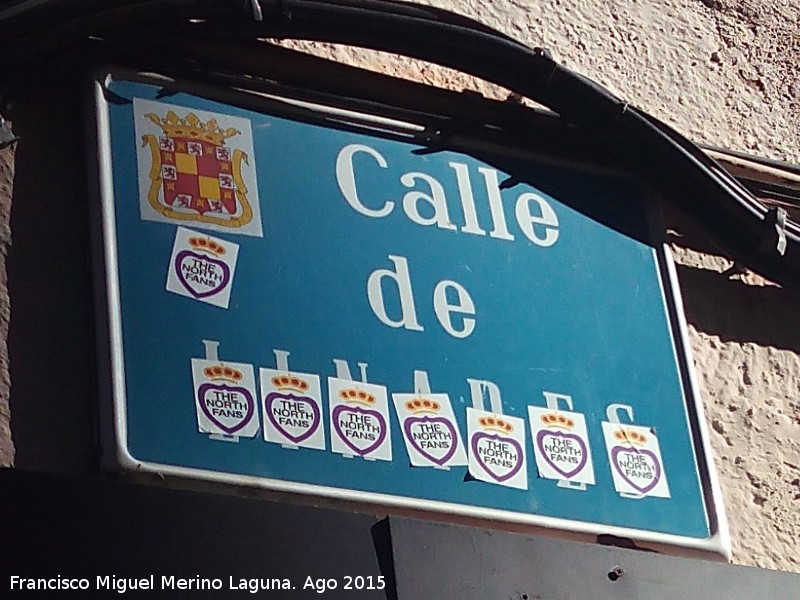 Calle
de
LINARES
THE NORTH FANS
THE NORTH FANS
THE NORTH FANS
THE NORTH FANS
THE NORTH FANS
THE NORTH FANS
THE NORTH FANS
THE NORTH FANS
Francisco Miguel Merino Laguna. Ago 2015